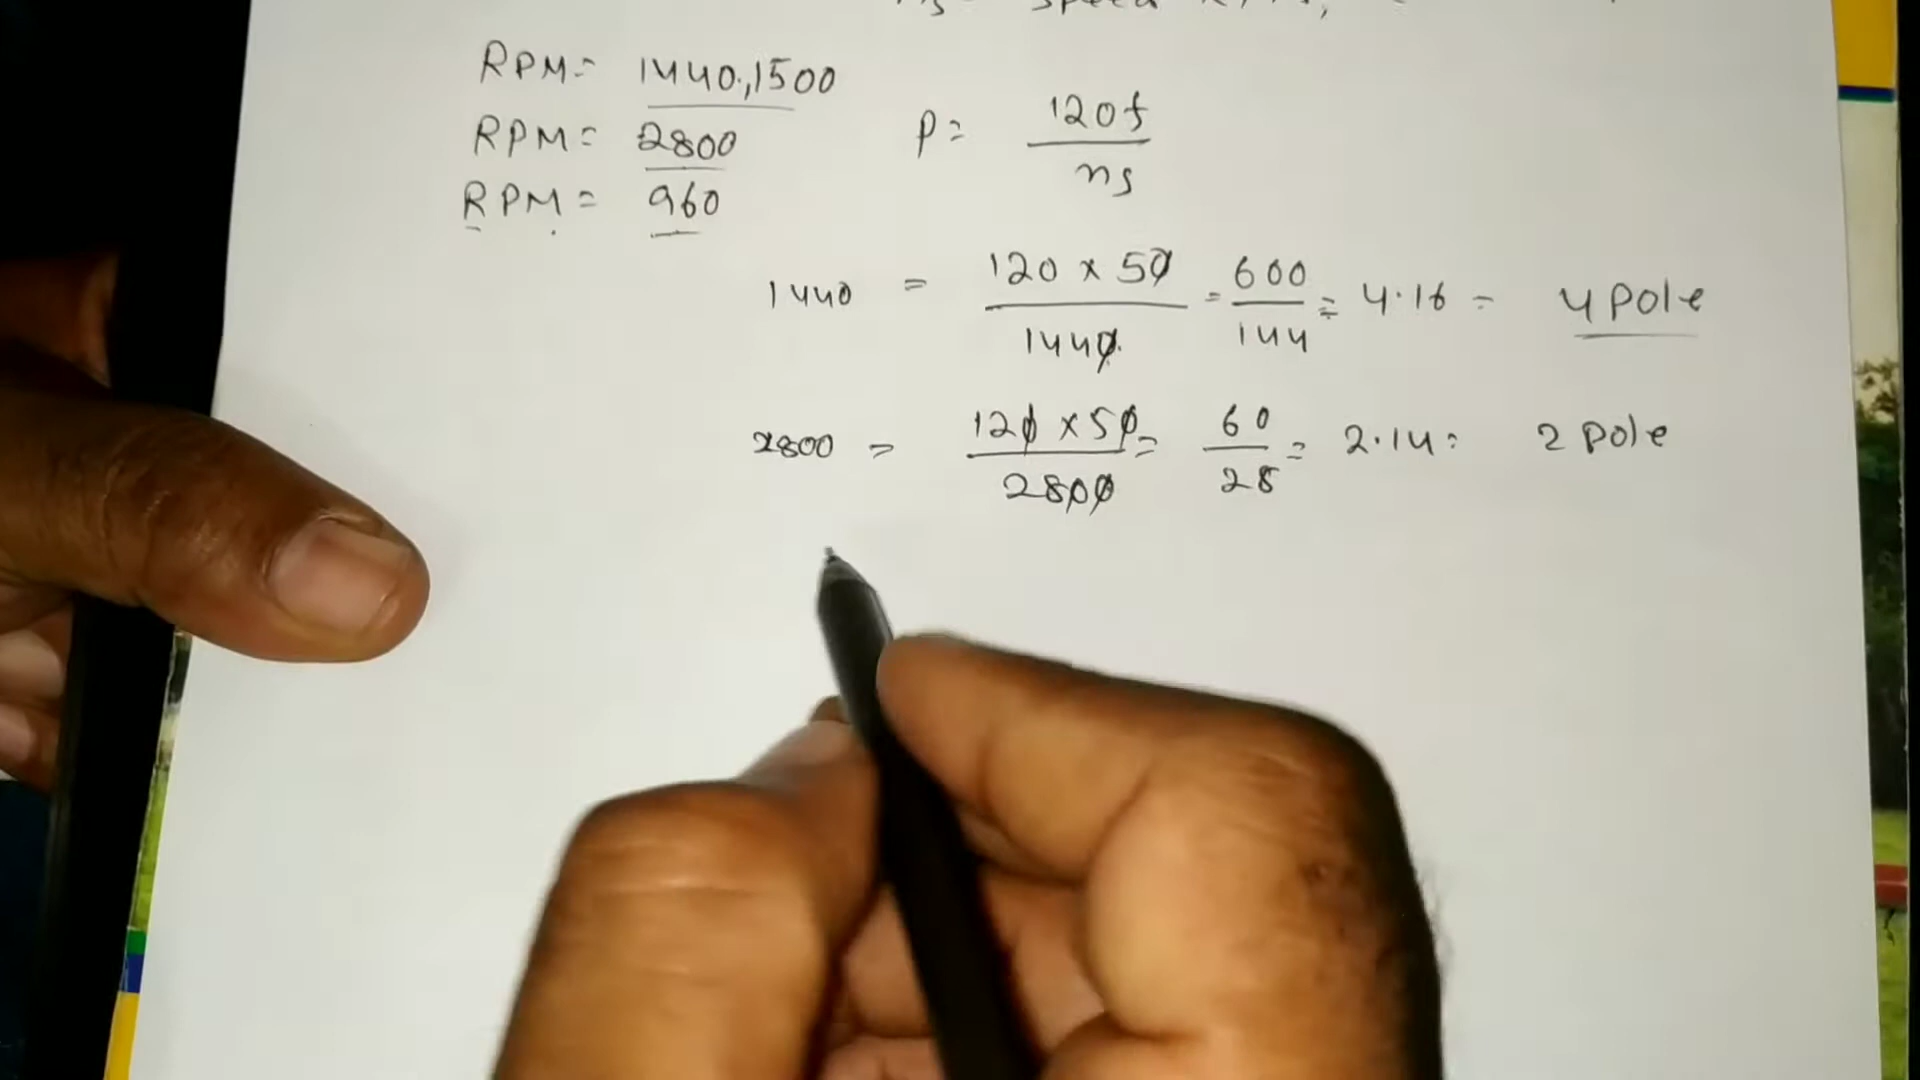 RPM= 1440,1500
RPM= 2800
RPM= 960
P= 120f / ns
1440 = 120 x 50 / 1440 = 600 / 144 = 4.16 = 4 Pole
2800 = 120 x 50 / 2800 = 60 / 28 = 2.14= 2 Pole